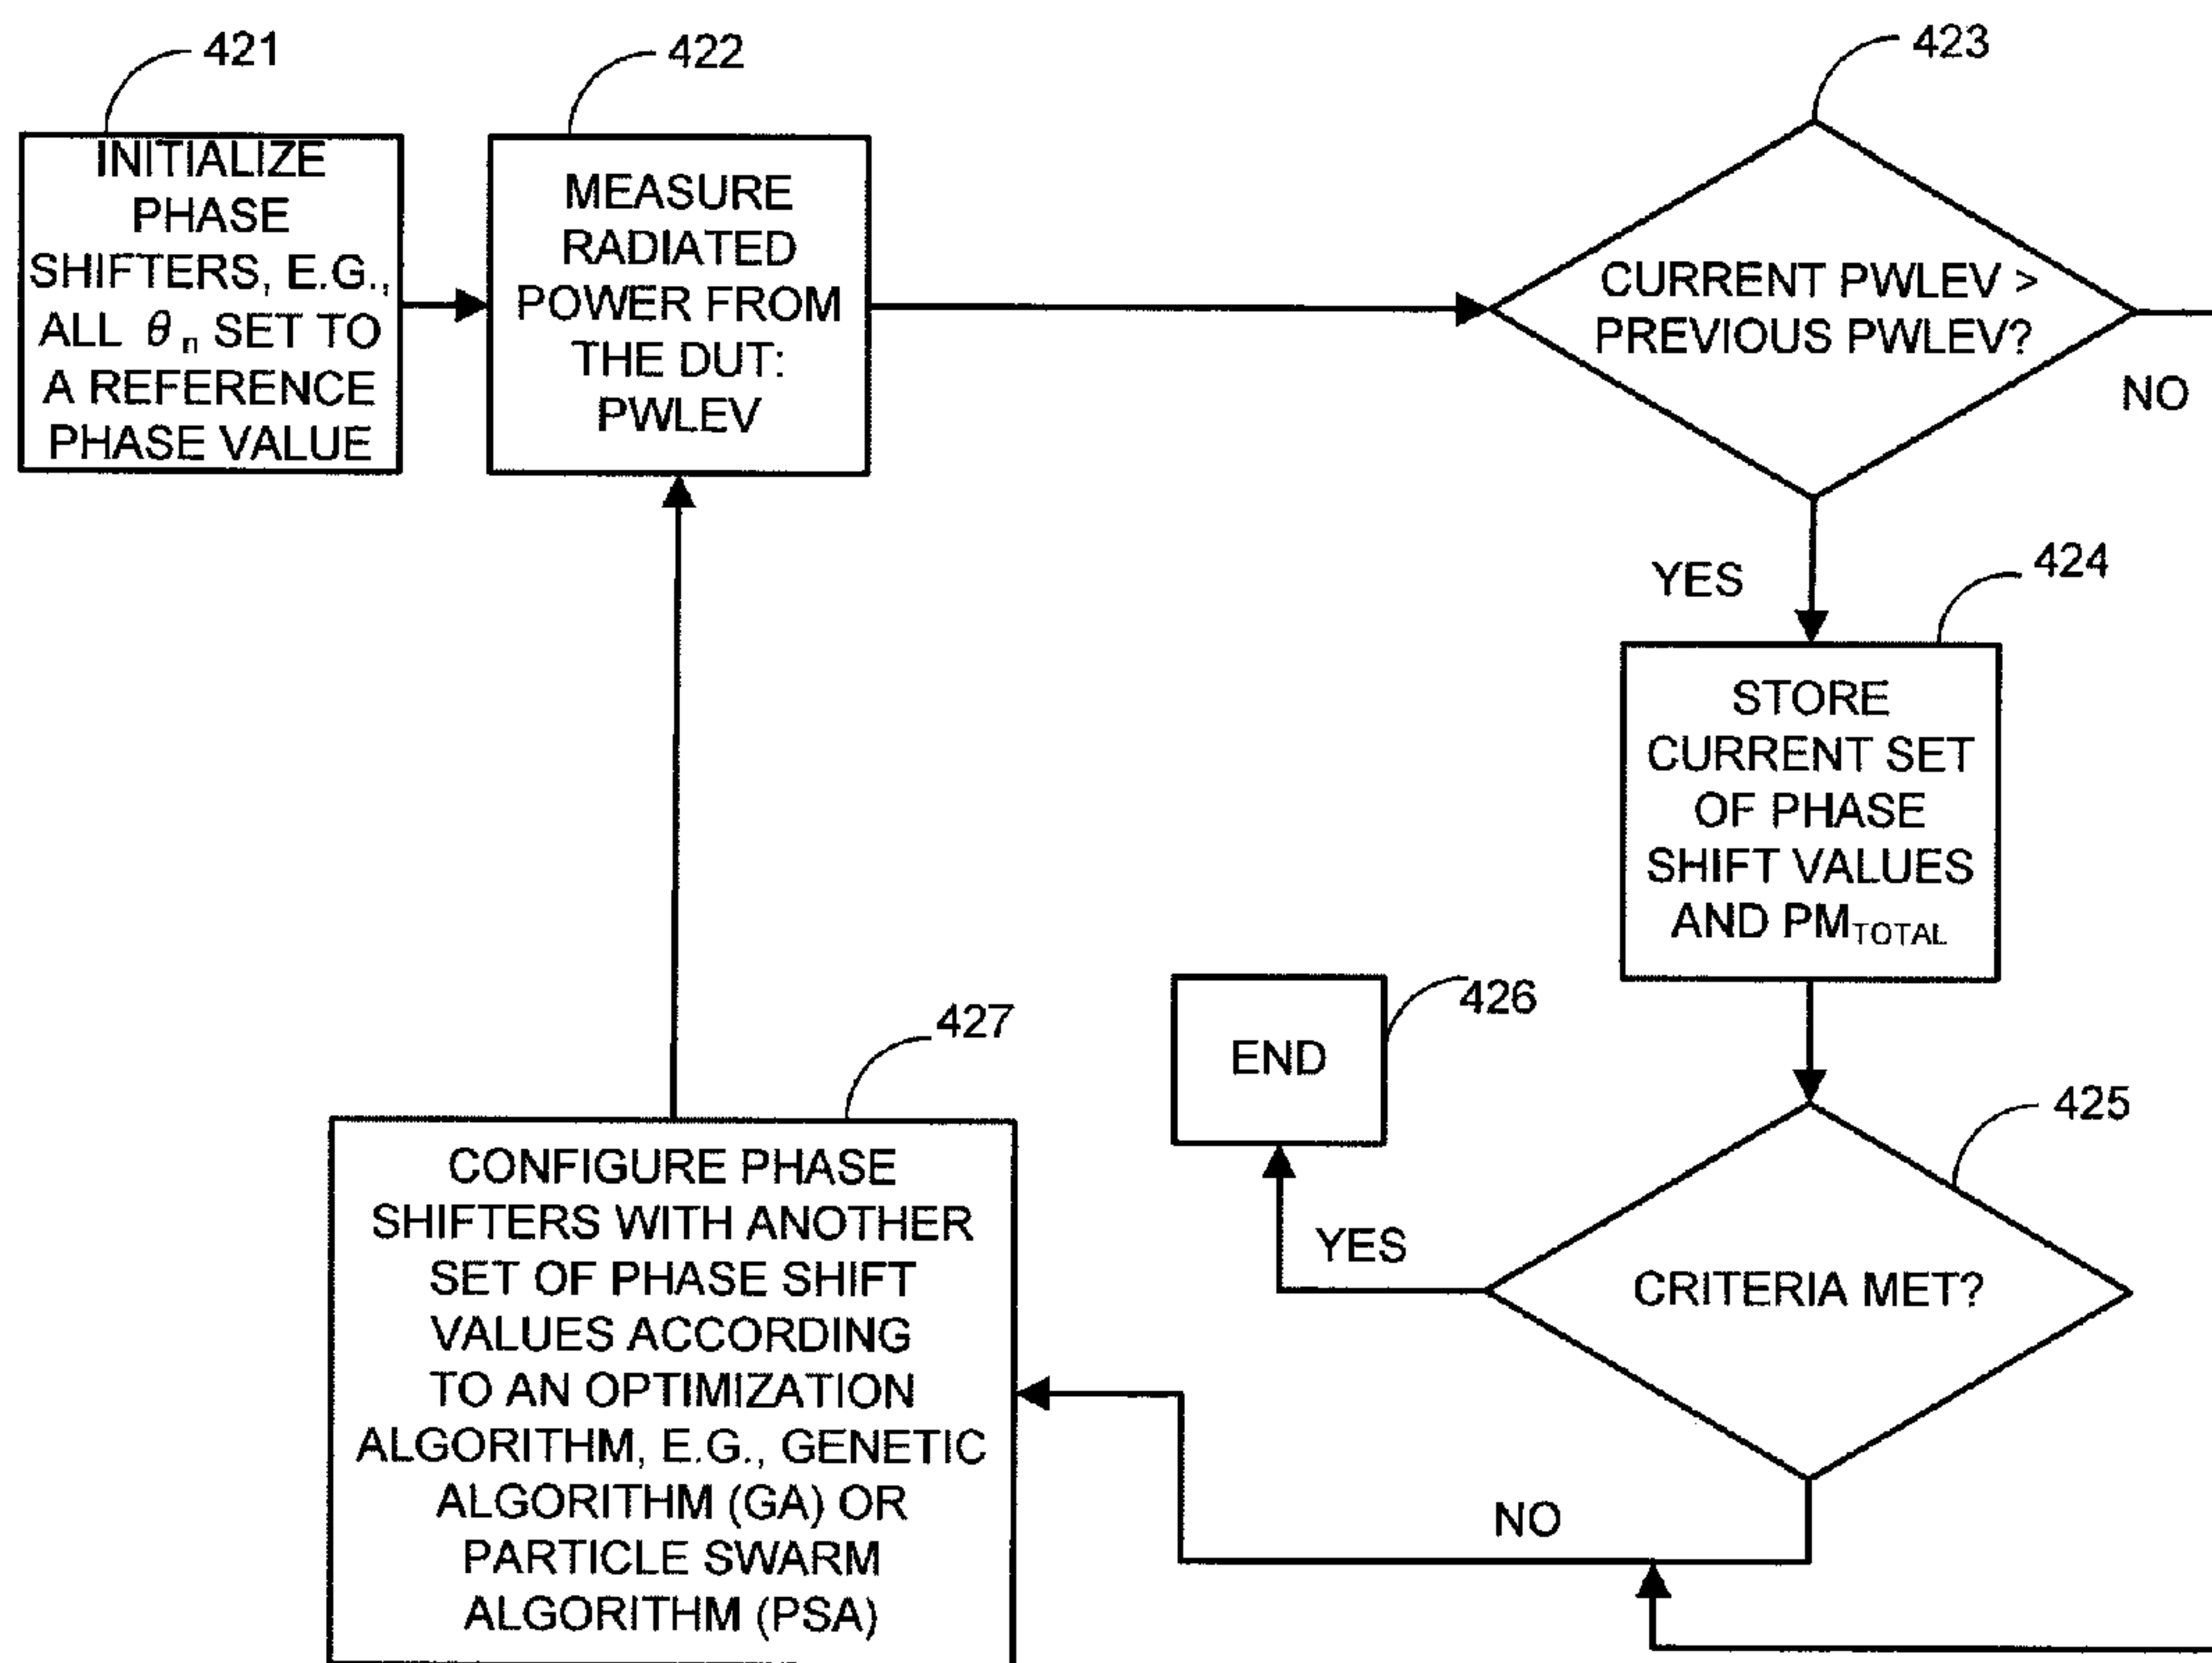 421
INITIALIZE
PHASE
SHIFTERS, E.G.,
ALL θn SET TO
A REFERENCE
PHASE VALUE
422
MEASURE
RADIATED
POWER FROM
THE DUT:
PWLEV
423
CURRENT PWLEV >
PREVIOUS PWLEV?
NO
YES
424
STORE
CURRENT SET
OF PHASE
SHIFT VALUES
AND PMTOTAL
425
CRITERIA MET?
YES
426
END
NO
427
CONFIGURE PHASE
SHIFTERS WITH ANOTHER
SET OF PHASE SHIFT
VALUES ACCORDING
TO AN OPTIMIZATION
ALGORITHM, E.G., GENETIC
ALGORITHM (GA) OR
PARTICLE SWARM
ALGORITHM (PSA)